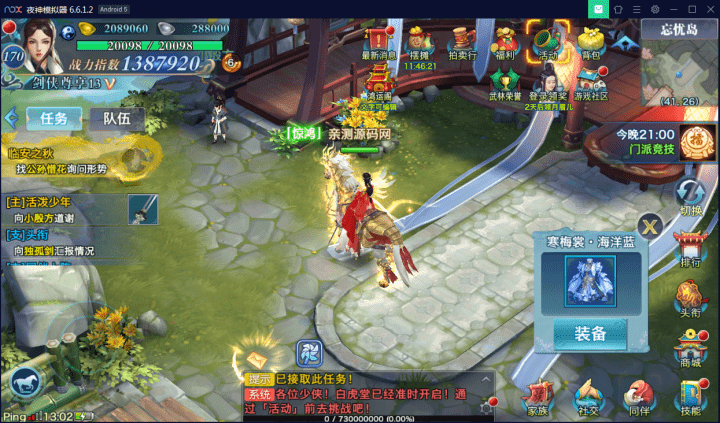 nox 夜神模拟器 6.6.1.2 Android 5
2089060 288000
20098 / 20098
170 战力指数 1387920
剑侠尊享13 V
任务 队伍
临安之秋
找公孙惜花询问形势
[主]活泼少年
向小殷方道谢
[支]头衔
向独孤剑汇报情况
最新消息 摆摊 拍卖行 福利 活动 背包
11.46.21
武林荣誉 登录领奖 游戏社区
忘忧岛
(41, 26)
今晚21:00
门派竞技
[惊鸿] 亲测源码网
切换
排行
头衔
商城
技能
寒梅裳·海洋蓝
X
装备
提示 已接取此任务!
系统 各位少侠!白虎堂已经准时开启!通
过「活动」前去挑战吧!
家族 社交 同伴
Ping 13:02
0 / 730000000 (0.00%)